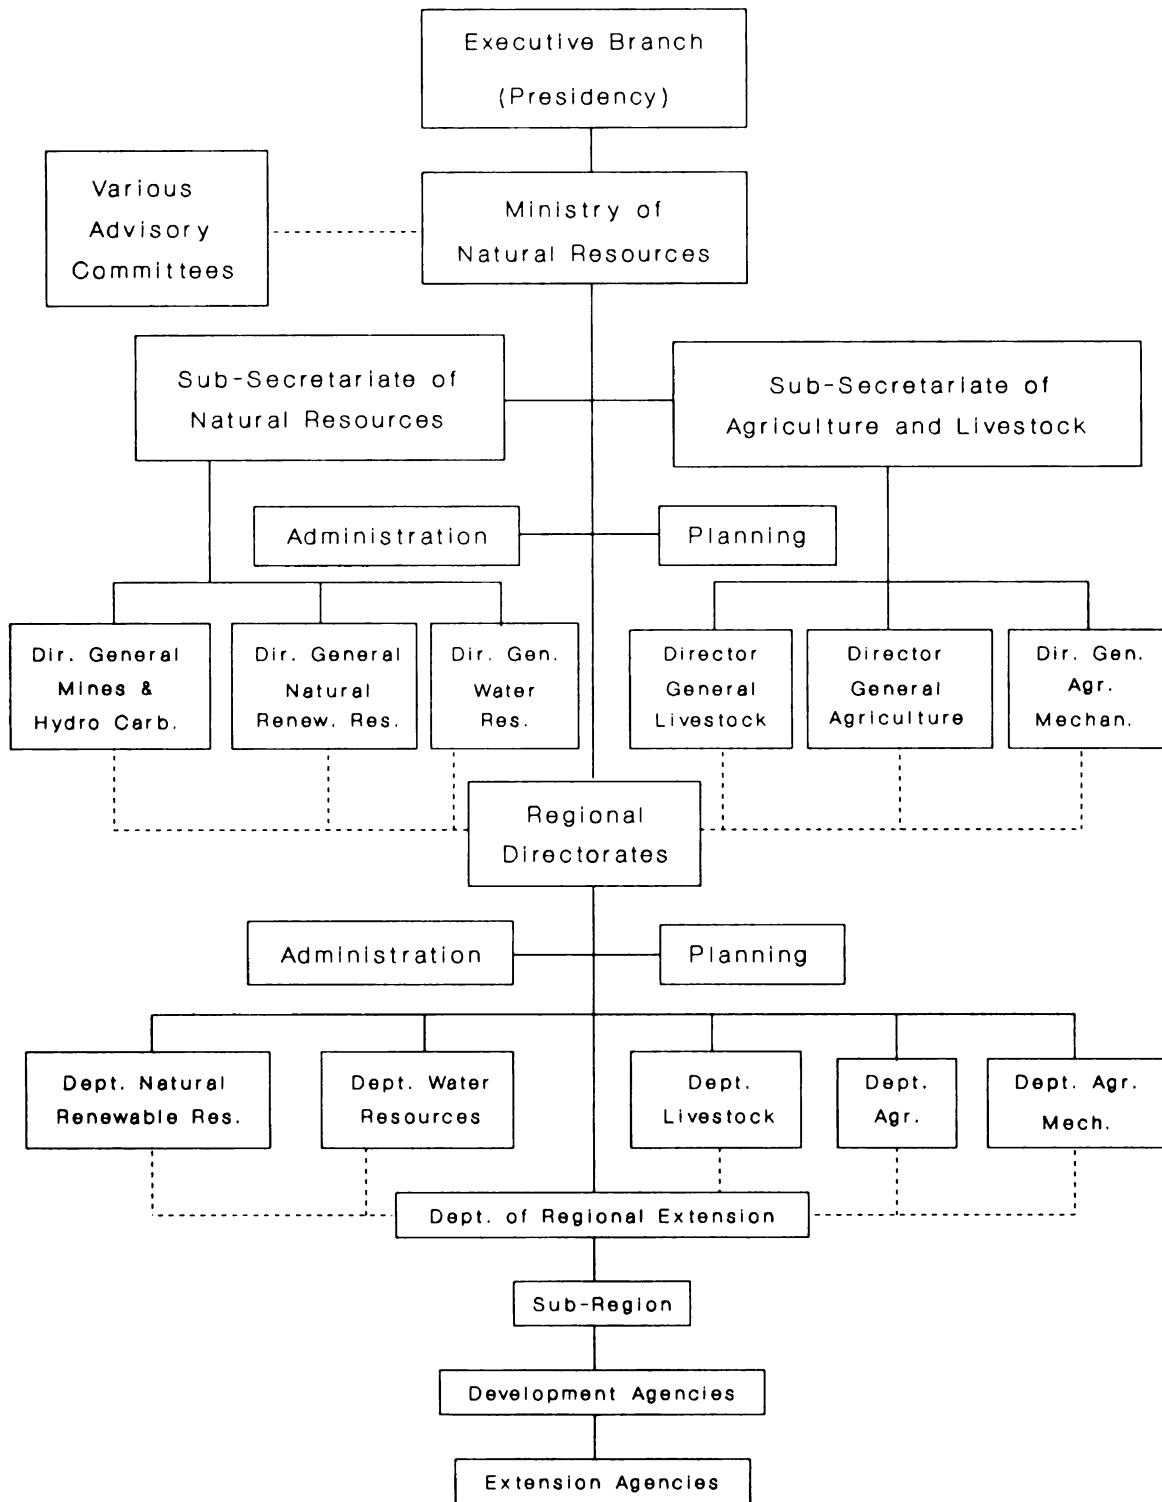 Executive Branch
(Presidency)
Various
Advisory
Committees
Ministry of
Natural Resources
Sub-Secretariate of
Natural Resources
Sub-Secretariate of
Agriculture and Livestock
Administration
Planning
Dir. General
Mines &
Hydro Carb.
Dir. General
Natural
Renew. Res.
Dir. Gen.
Water
Res.
Director
General
Livestock
Director
General
Agriculture
Dir. Gen.
Agr.
Mechan.
Regional
Directorates
Administration
Planning
Dept. Natural
Renewable Res.
Dept. Water
Resources
Dept.
Livestock
Dept.
Agr.
Dept. Agr.
Mech.
Dept. of Regional Extension
Sub-Region
Development Agencies
Extension Agencies